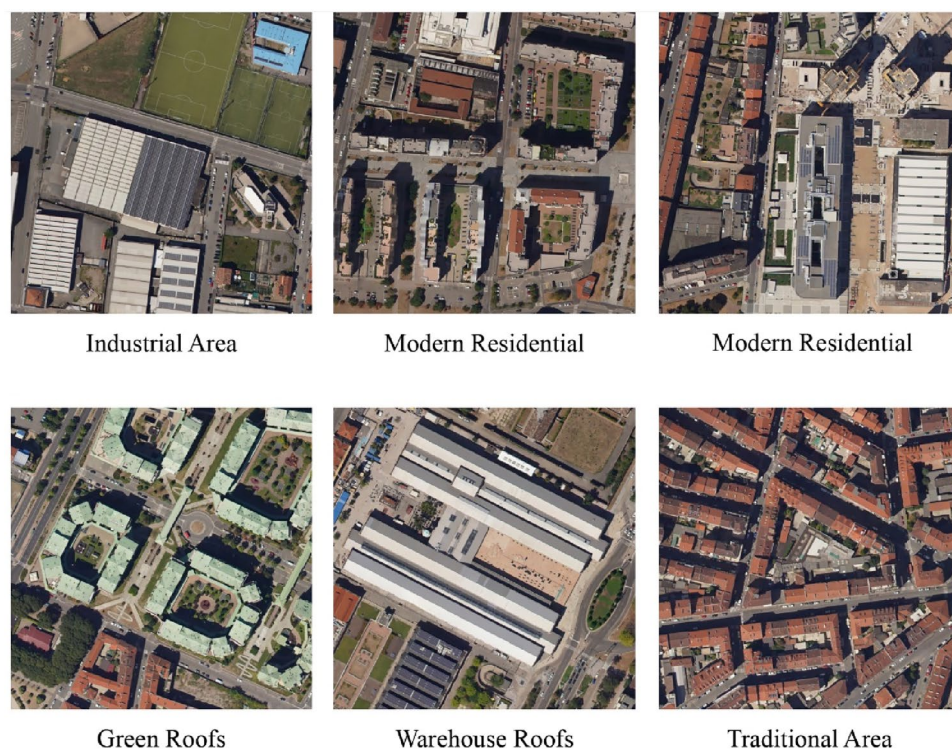 Industrial Area
Modern Residential
Modern Residential
Green Roofs
Warehouse Roofs
Traditional Area